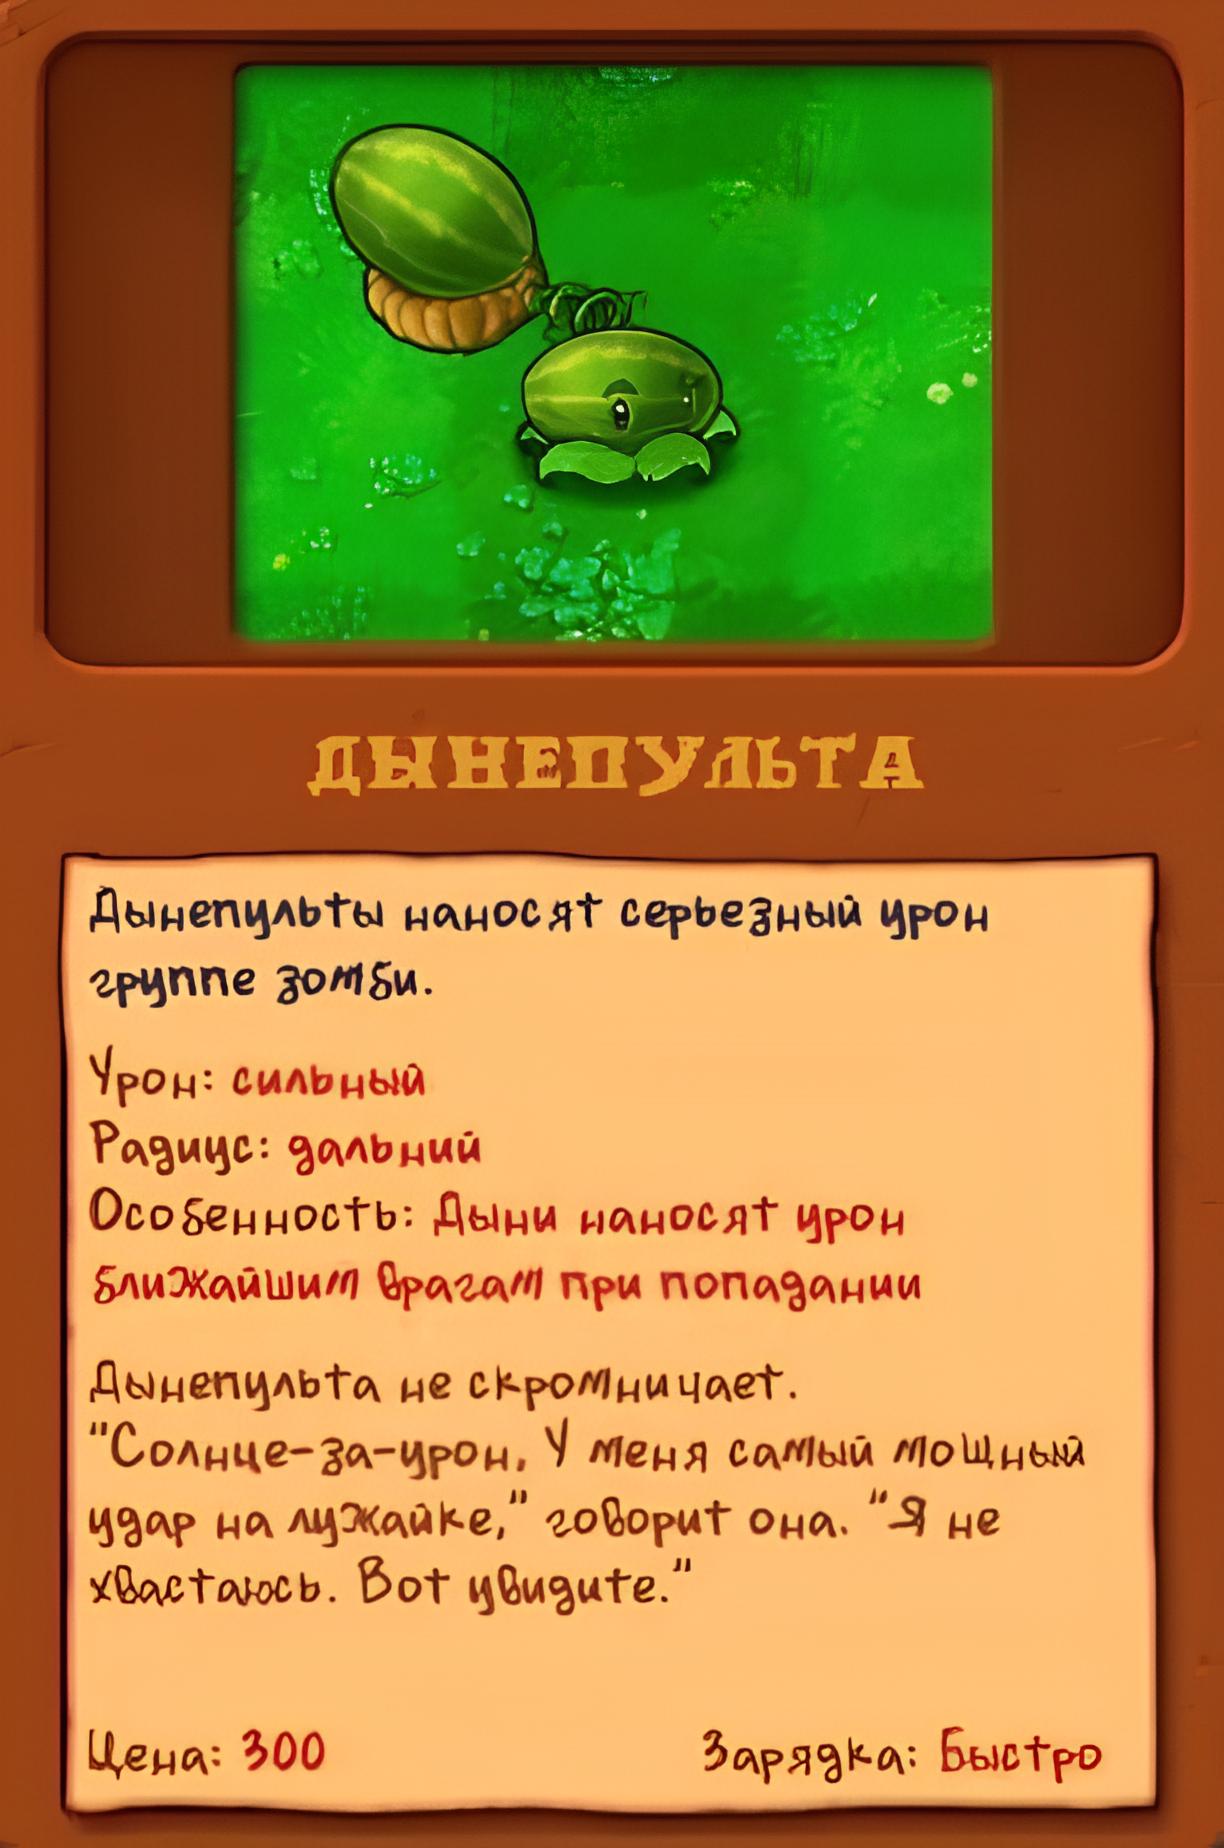 ДЫНЕПУЛЬТА
Дынепульты наносят серьезный урон
группе зомби.
Урон: сильный
Радиус: дальний
Особенность: Дыни наносят урон
ближайшим врагам при попадании
Дынепульта не скромничает.
"Солнце-за-урон, У меня самый мощный
удар на лужайке," говорит она. "Я не
хвастаюсь. Вот увидите."
Цена: 300
Зарядка: Быстро